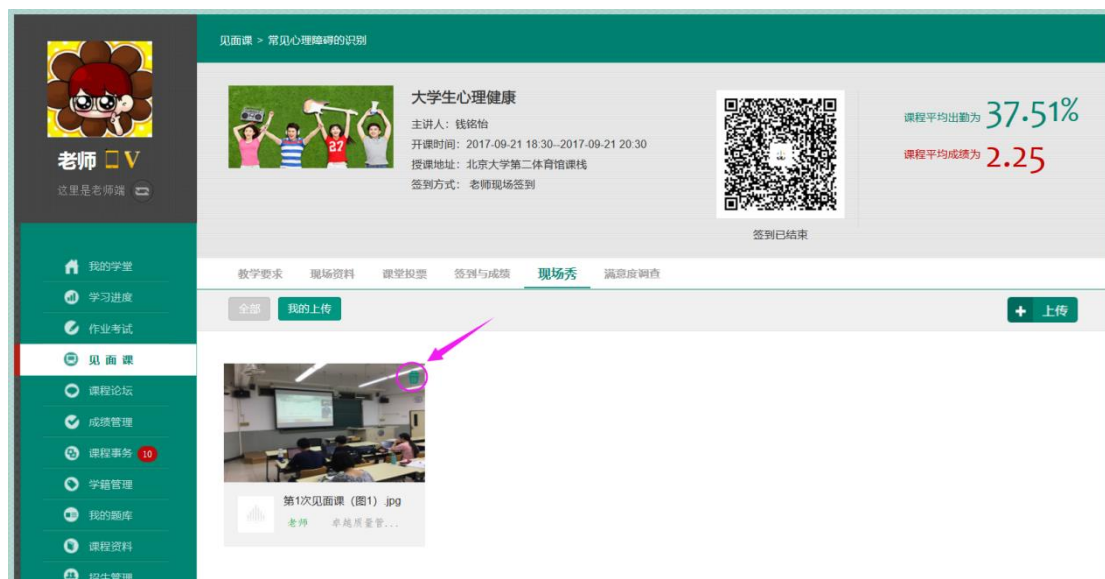 见面课 > 常见心理障碍的识别
老师 V
这里是老师端
大学生心理健康
主讲人：钱铭怡
开课时间：2017-09-21 18:30--2017-09-21 20:30
授课地址：北京大学第二体育馆课栈
签到方式： 老师现场签到
27
签到已结束
课程平均出勤为 37.51%
课程平均成绩为 2.25
我的学堂
学习进度
作业考试
见面课
课程论坛
成绩管理
课程事务 10
学籍管理
我的题库
课程资料
招生管理
教学要求 现场资料 课堂投票 签到与成绩 现场秀 满意度调查
全部 我的上传 + 上传
第1次见面课（图1）.jpg
老师 卓越质量管...